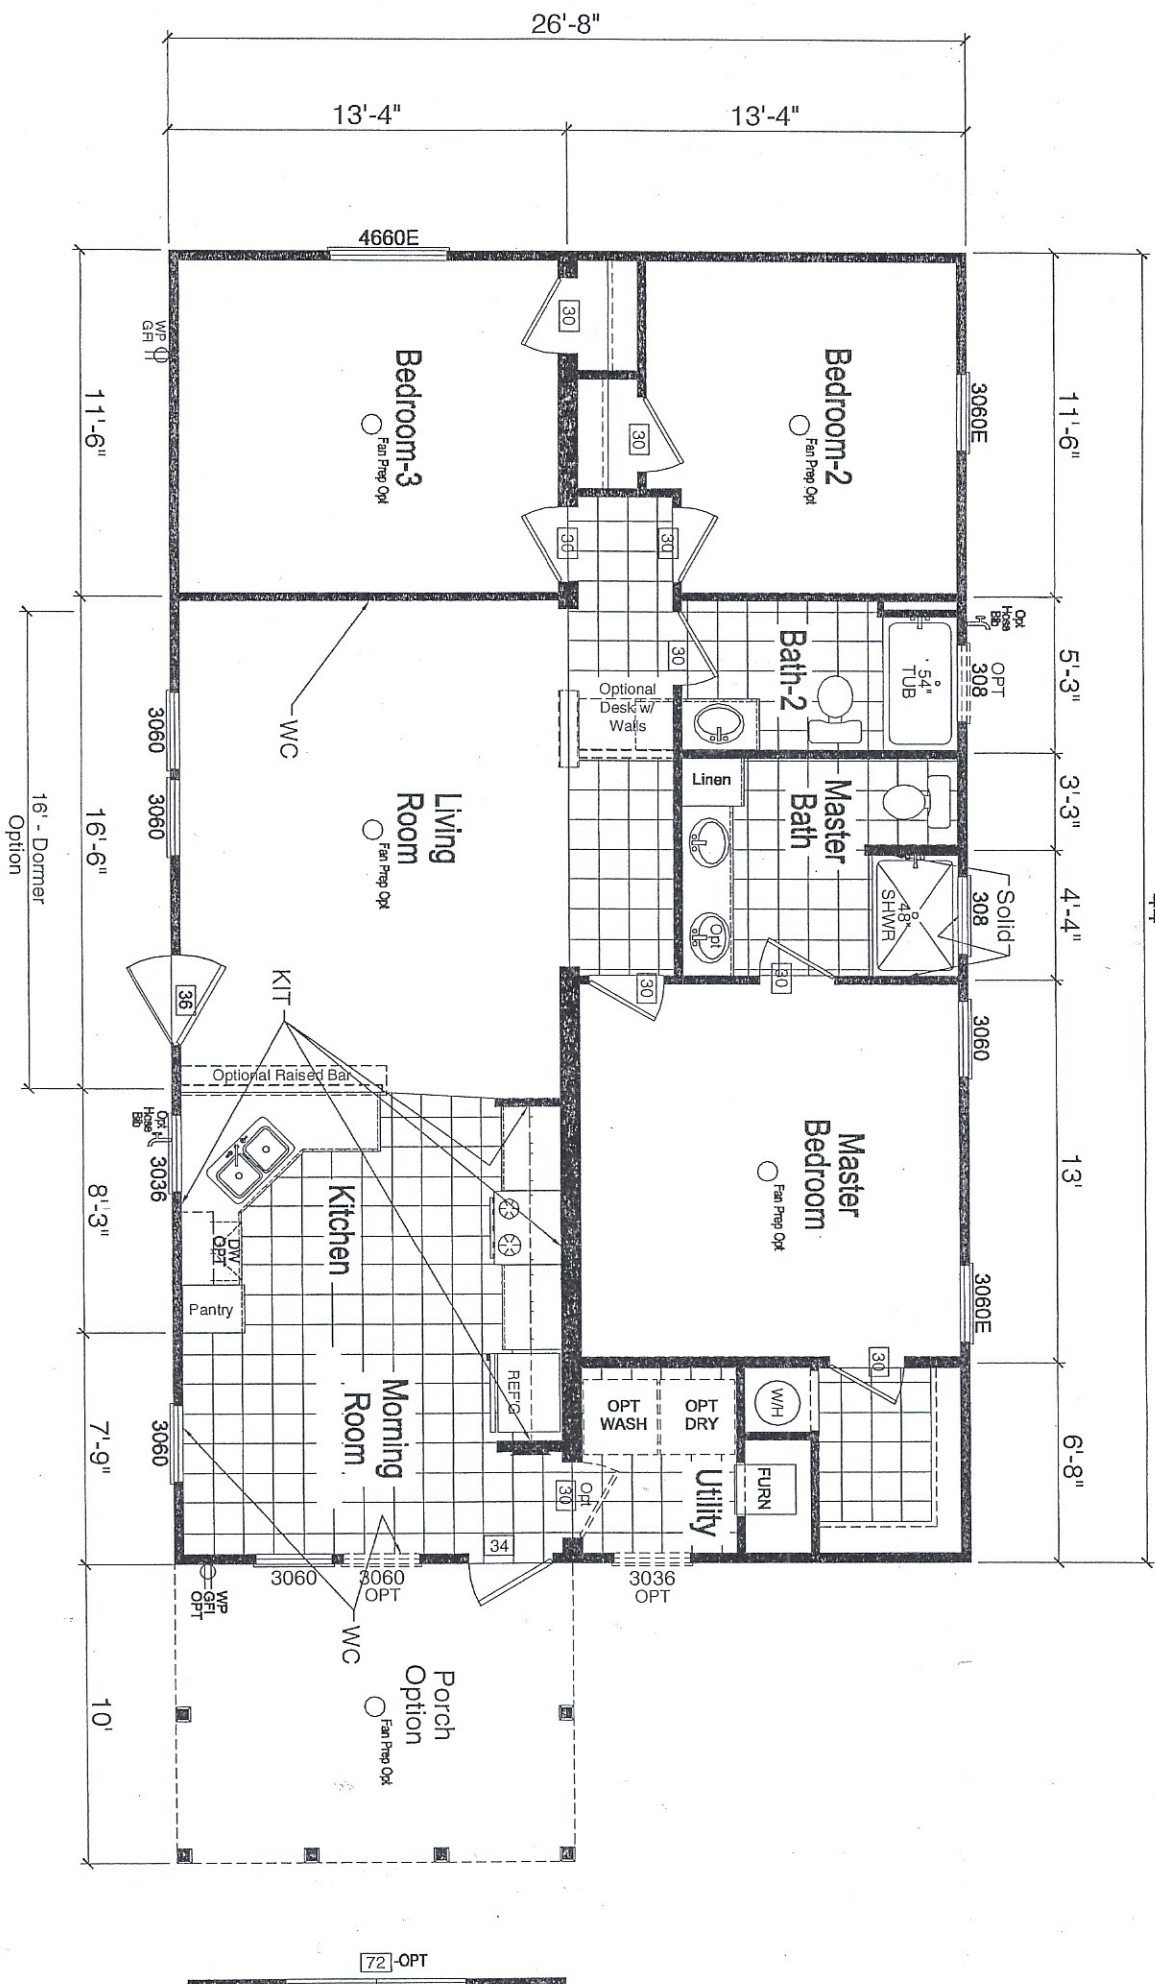 26'-8"
13'-4"
13'-4"
4660E
11'-6"
11'-6"
5'-3"
3'-3"
4'-4"
13'
6'-8"
WP
GFI
Bedroom-3
Fan Prep Opt
30
30
30
30
Bedroom-2
Fan Prep Opt
3060E
Opt
Hose
Bib
OPT
308
54"
TUB
Bath-2
30
Optional
Desk w/
Walls
Linen
Master
Bath
Opt
48"
SHWR
308
Solid
30
30
WC
Living
Room
Fan Prep Opt
3060
3060
16'-6"
16' - Dormer
Option
36
KIT
Optional Raised Bar
3060
Master
Bedroom
Fan Prep Opt
3060E
30
Opt
Hose
Bib
3036
8'-3"
Kitchen
DW
OPT
Pantry
REF'G
OPT
WASH
OPT
DRY
W/H
FURN
Utility
Opt
30
Morning
Room
3060
7'-9"
34
3060
3060
OPT
3036
OPT
WP
GFI
OPT
WC
Porch
Option
Fan Prep Opt
10'
72 -OPT